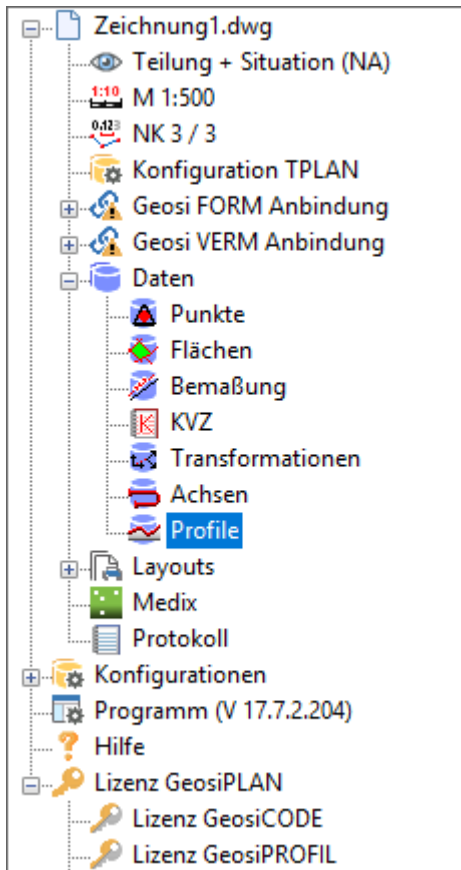 Zeichnung1.dwg
Teilung + Situation (NA)
1:10 M 1:500
0.123 NK 3 / 3
Konfiguration TPLAN
Geosi FORM Anbindung
Geosi VERM Anbindung
Daten
Punkte
Flächen
Bemaßung
K KVZ
Transformationen
Achsen
Profile
Layouts
Medix
Protokoll
Konfigurationen
Programm (V 17.7.2.204)
? Hilfe
Lizenz GeosiPLAN
Lizenz GeosiCODE
Lizenz GeosiPROFIL